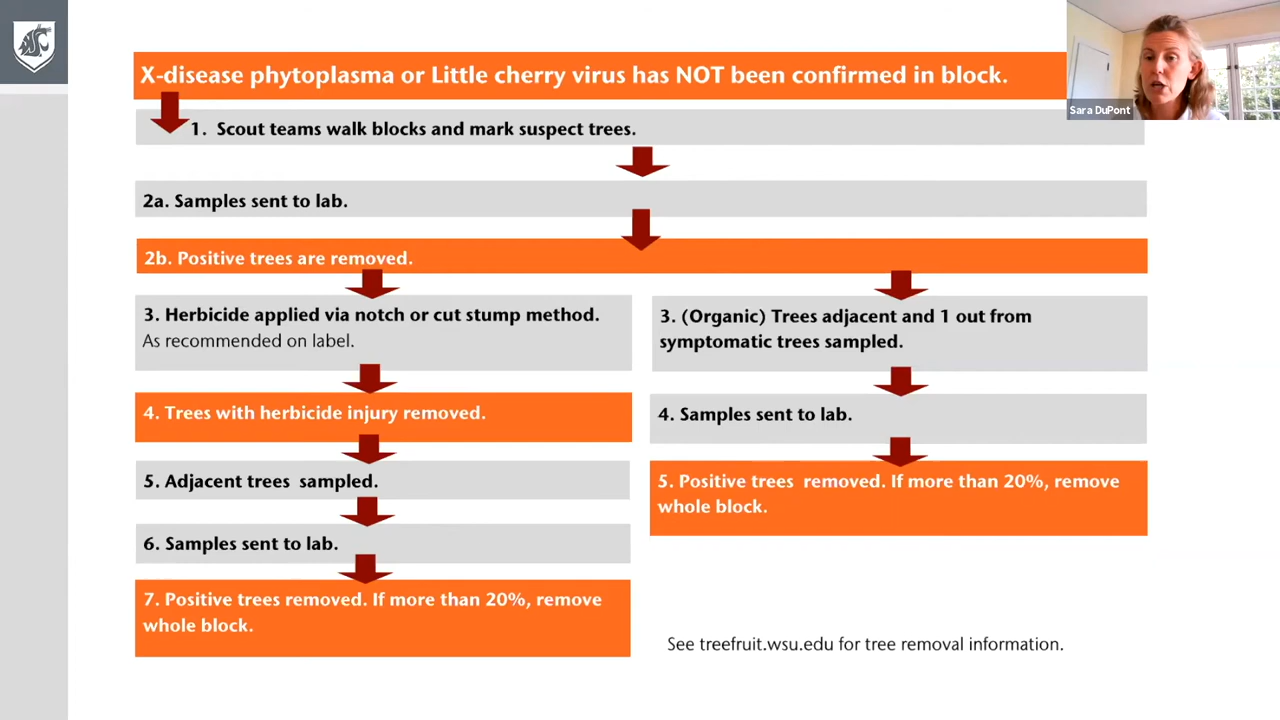 X-disease phytoplasma or Little cherry virus has NOT been confirmed in block.
Sara DuPont
1. Scout teams walk blocks and mark suspect trees.
2a. Samples sent to lab.
2b. Positive trees are removed.
3. Herbicide applied via notch or cut stump method.
As recommended on label.
4. Trees with herbicide injury removed.
5. Adjacent trees sampled.
6. Samples sent to lab.
7. Positive trees removed. If more than 20%, remove
whole block.
3. (Organic) Trees adjacent and 1 out from
symptomatic trees sampled.
4. Samples sent to lab.
5. Positive trees removed. If more than 20%, remove
whole block.
See treefruit.wsu.edu for tree removal information.